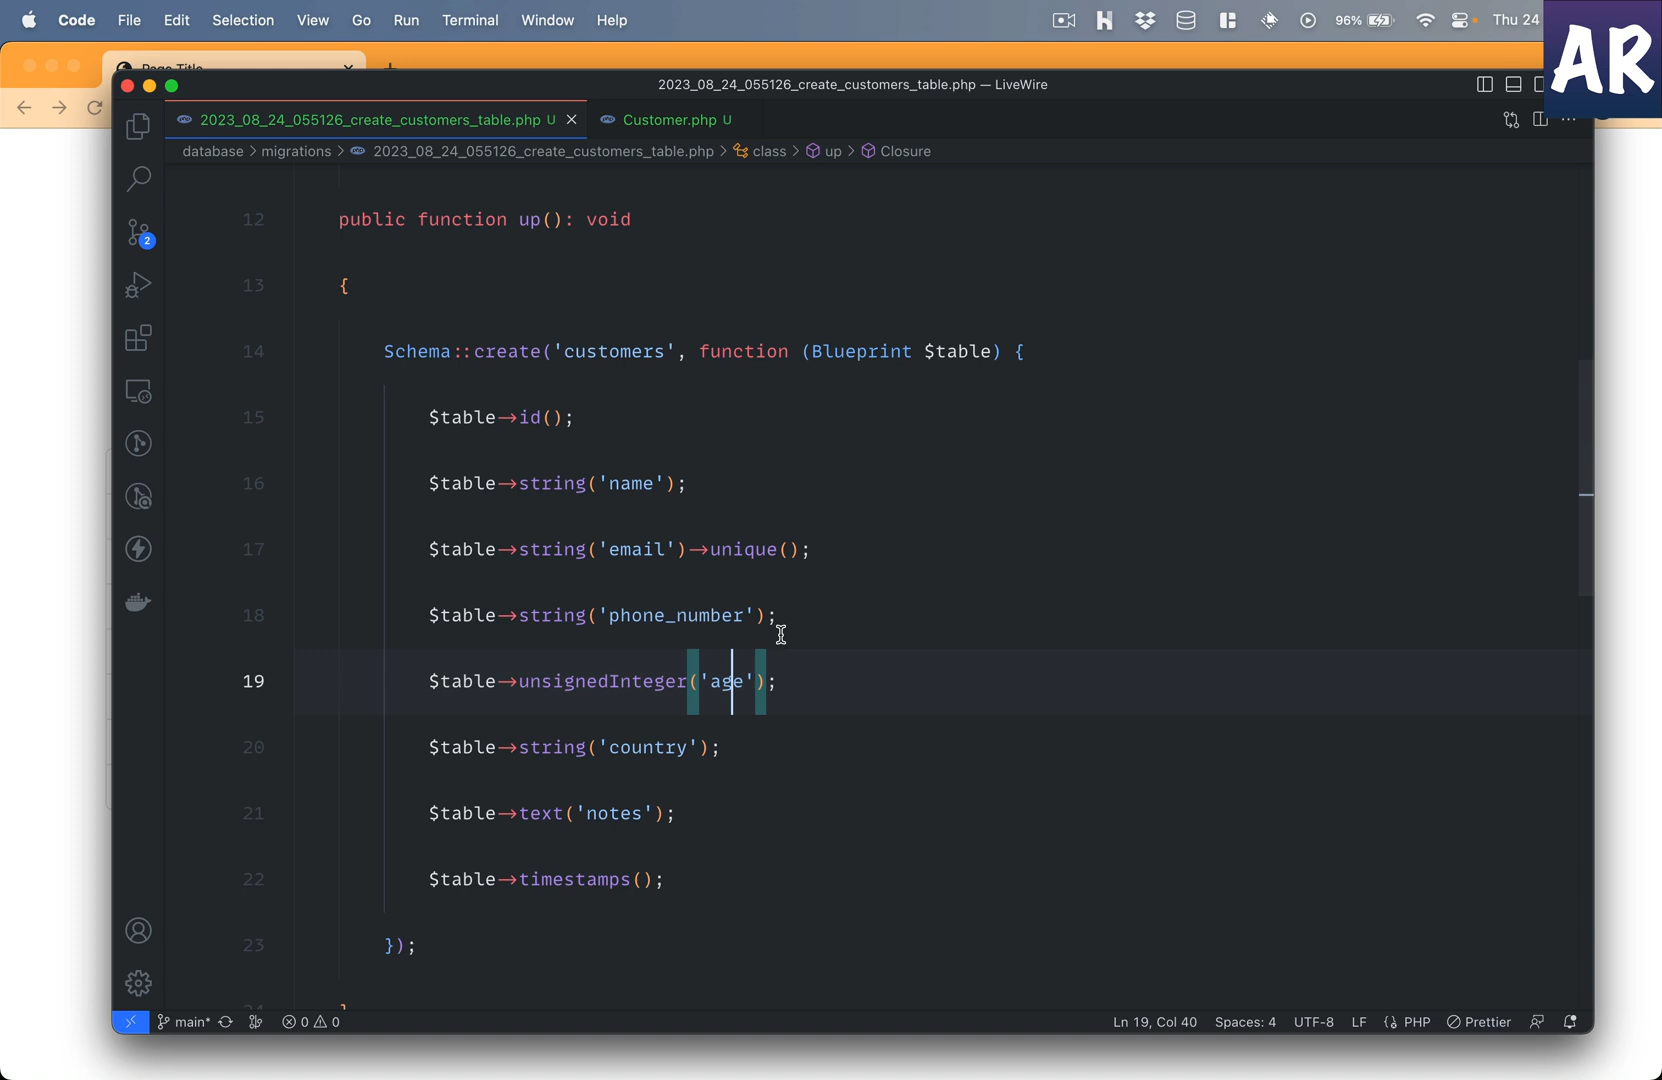 Code File Edit Selection View Go Run Terminal Window Help 96% Thu 24
AR
Page Title
2023_08_24_055126_create_customers_table.php — LiveWire
2023_08_24_055126_create_customers_table.php U Customer.php U
database > migrations > 2023_08_24_055126_create_customers_table.php > class > up > Closure
12 public function up(): void
13 {
14 Schema::create('customers', function (Blueprint $table) {
15 $table->id();
16 $table->string('name');
17 $table->string('email')->unique();
18 $table->string('phone_number');
19 $table->unsignedInteger('age');
20 $table->string('country');
21 $table->text('notes');
22 $table->timestamps();
23 });
2
main* 0 0 Ln 19, Col 40 Spaces: 4 UTF-8 LF PHP Prettier